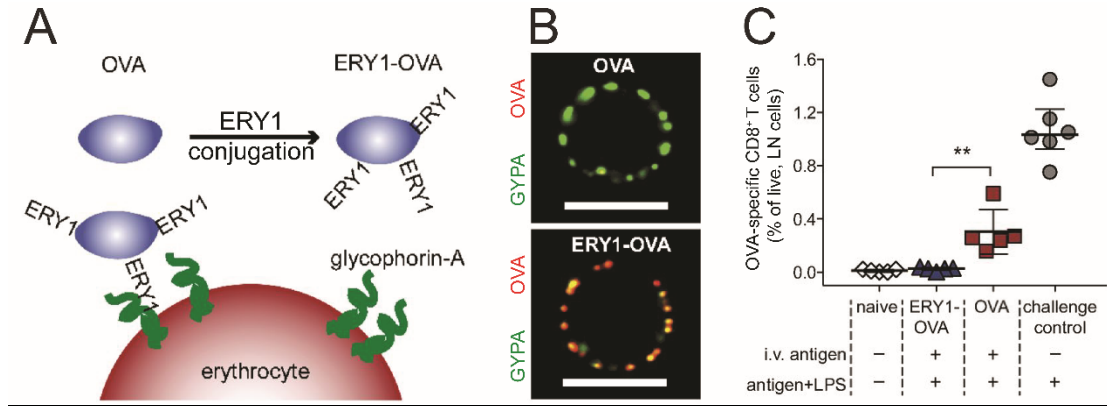 A
OVA
ERY1-OVA
ERY1
conjugation
ERY1
ERY1
ERY1
ERY1
ERY1
ERY1
glycophorin-A
erythrocyte
B
OVA
GYPA OVA
ERY1-OVA
GYPA OVA
C
OVA-specific CD8⁺ T cells
(% of live, LN cells)
1.6
1.2
0.8
0.4
0.0
**
naive ERY1- OVA challenge
OVA control
i.v. antigen − + + −
antigen+LPS − + + +